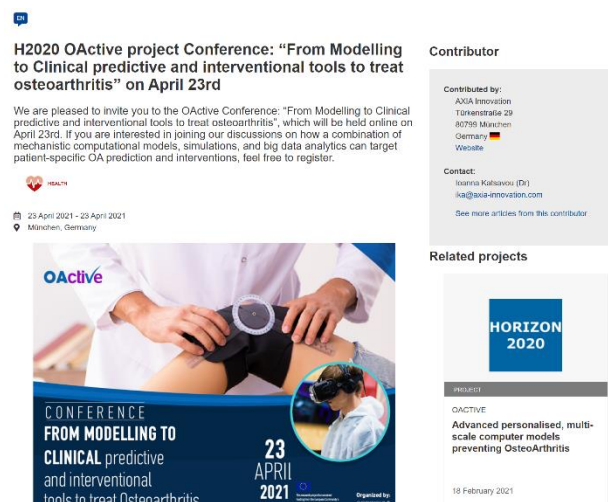 EN
H2020 OActive project Conference: “From Modelling
to Clinical predictive and interventional tools to treat
osteoarthritis” on April 23rd
We are pleased to invite you to the OActive Conference: “From Modelling to Clinical
predictive and interventional tools to treat ostcoarthritis”, which will be held online on
April 23rd. If you are interested in joining our discussions on how a combination of
mechanistic computational models, simulations, and big data analytics can target
patient-specific OA prediction and interventions, feel free to register.
HEALTH
23 April 2021 - 23 April 2021
München, Germany
OActive
CONFERENCE
FROM MODELLING TO
CLINICAL predictive
and interventional
tools to treat Osteoarthritis
23
APRIL
2021
Organized by:
Contributor
Contributed by:
AXIA Innovation
Türkenstraße 29
80799 München
Germany
Website
Contact:
Ioanna Katsavou (Dr)
ika@axia-innovation.com
See more articles from this contributor
Related projects
HORIZON
2020
PROJECT
OACTIVE
Advanced personalised, multi-
scale computer models
preventing OsteoArthritis
18 February 2021